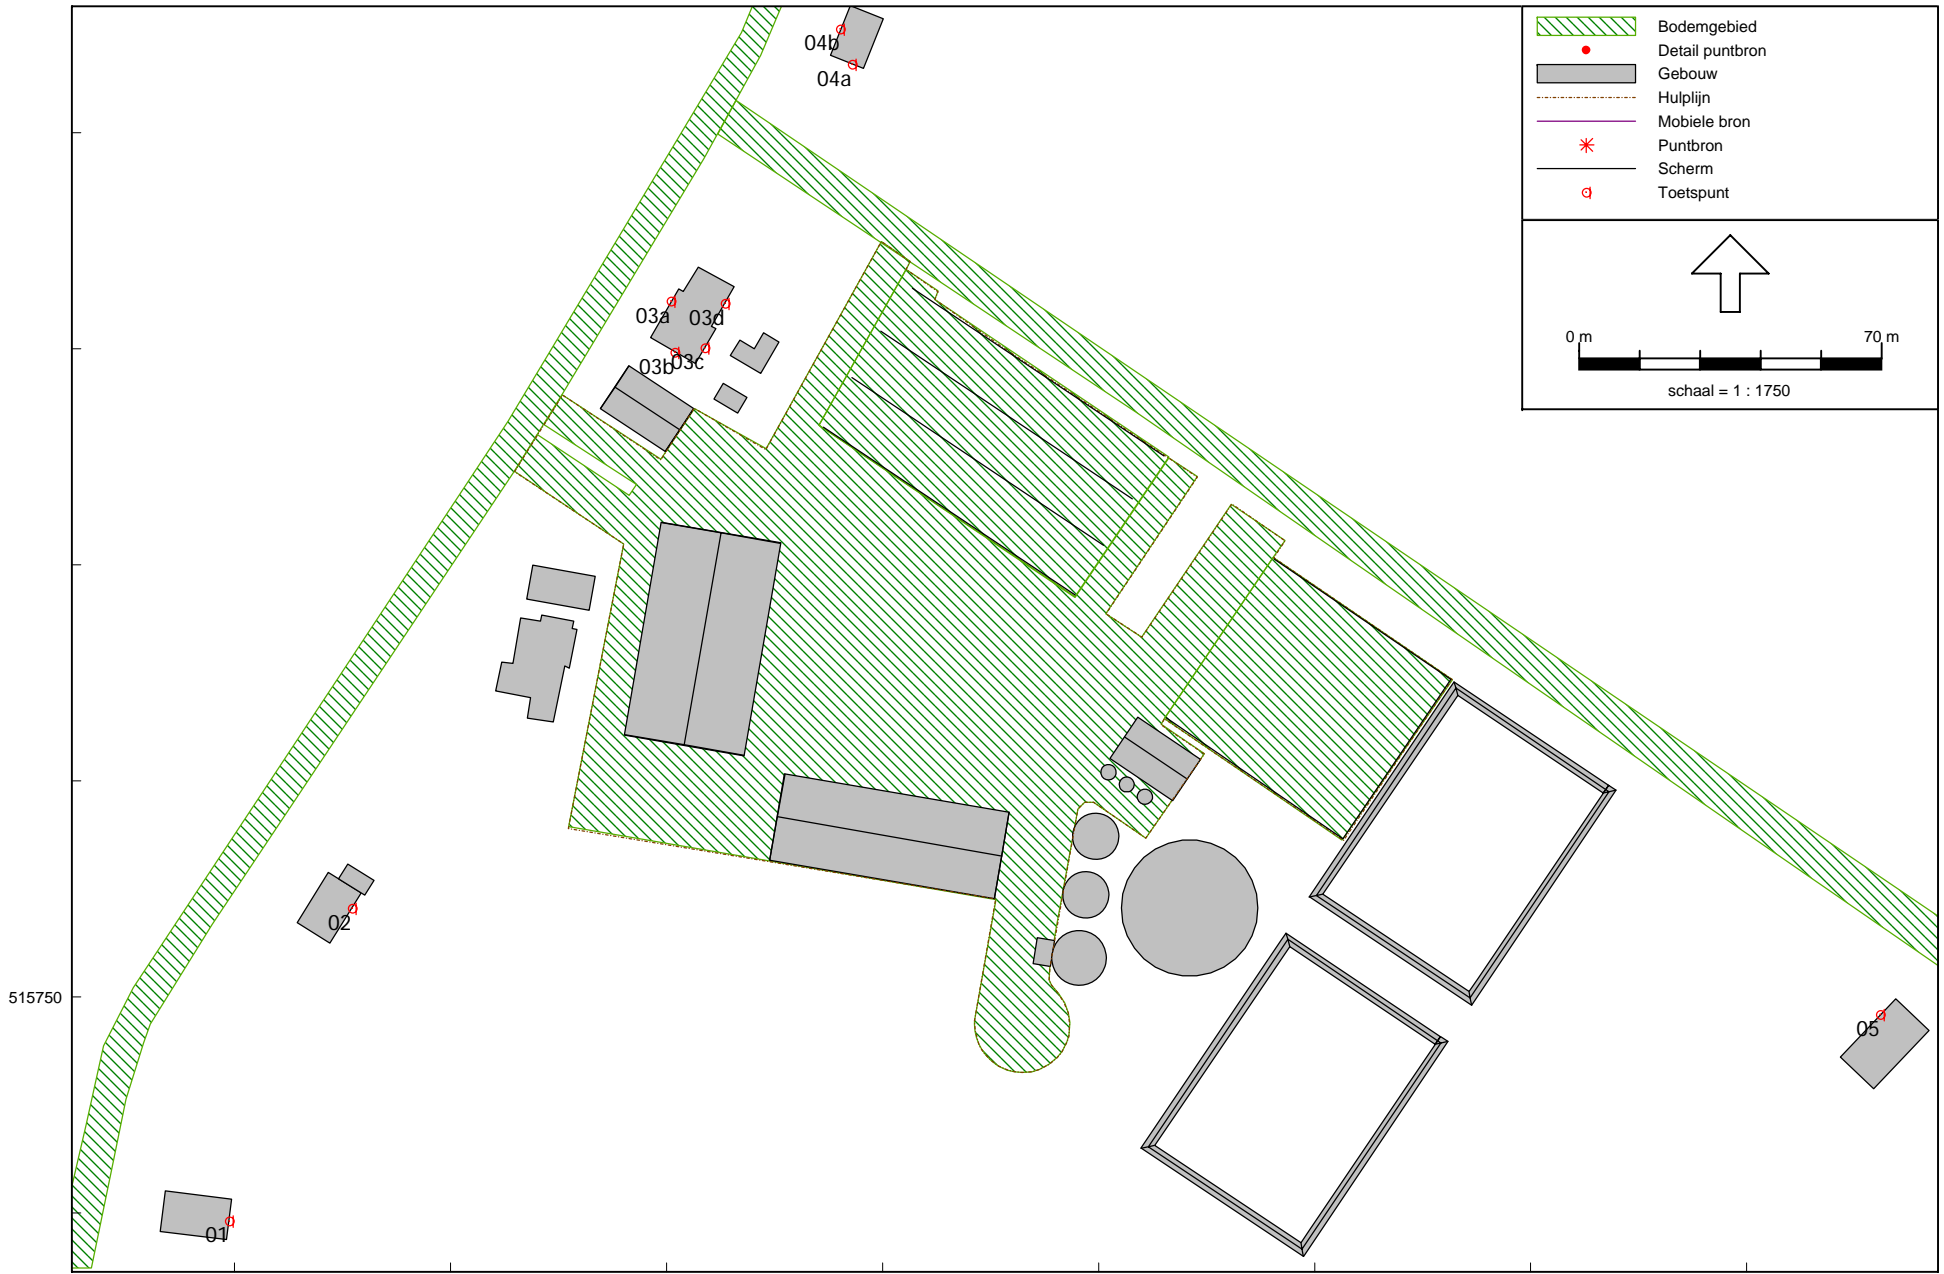 Bodemgebied
Detail puntbron
Gebouw
Hulplijn
Mobiele bron
Puntbron
Scherm
Toetspunt
0 m 70 m
schaal = 1 : 1750
04b
04a
03a 03d
03b 03c
02
515750
05
01